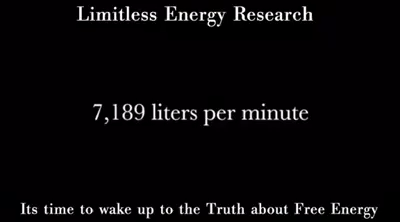 Limitless Energy Research
7,189 liters per minute
Its time to wake up to the Truth about Free Energy